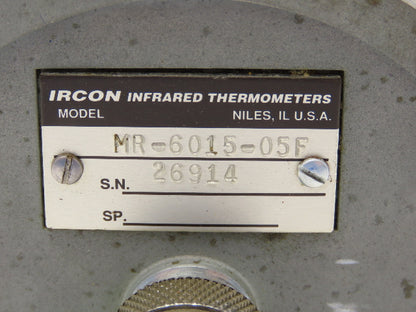 IRCON INFRARED THERMOMETERS
MODEL NILES, IL U.S.A.
MR-6015-05F
S.N. 26914
SP.